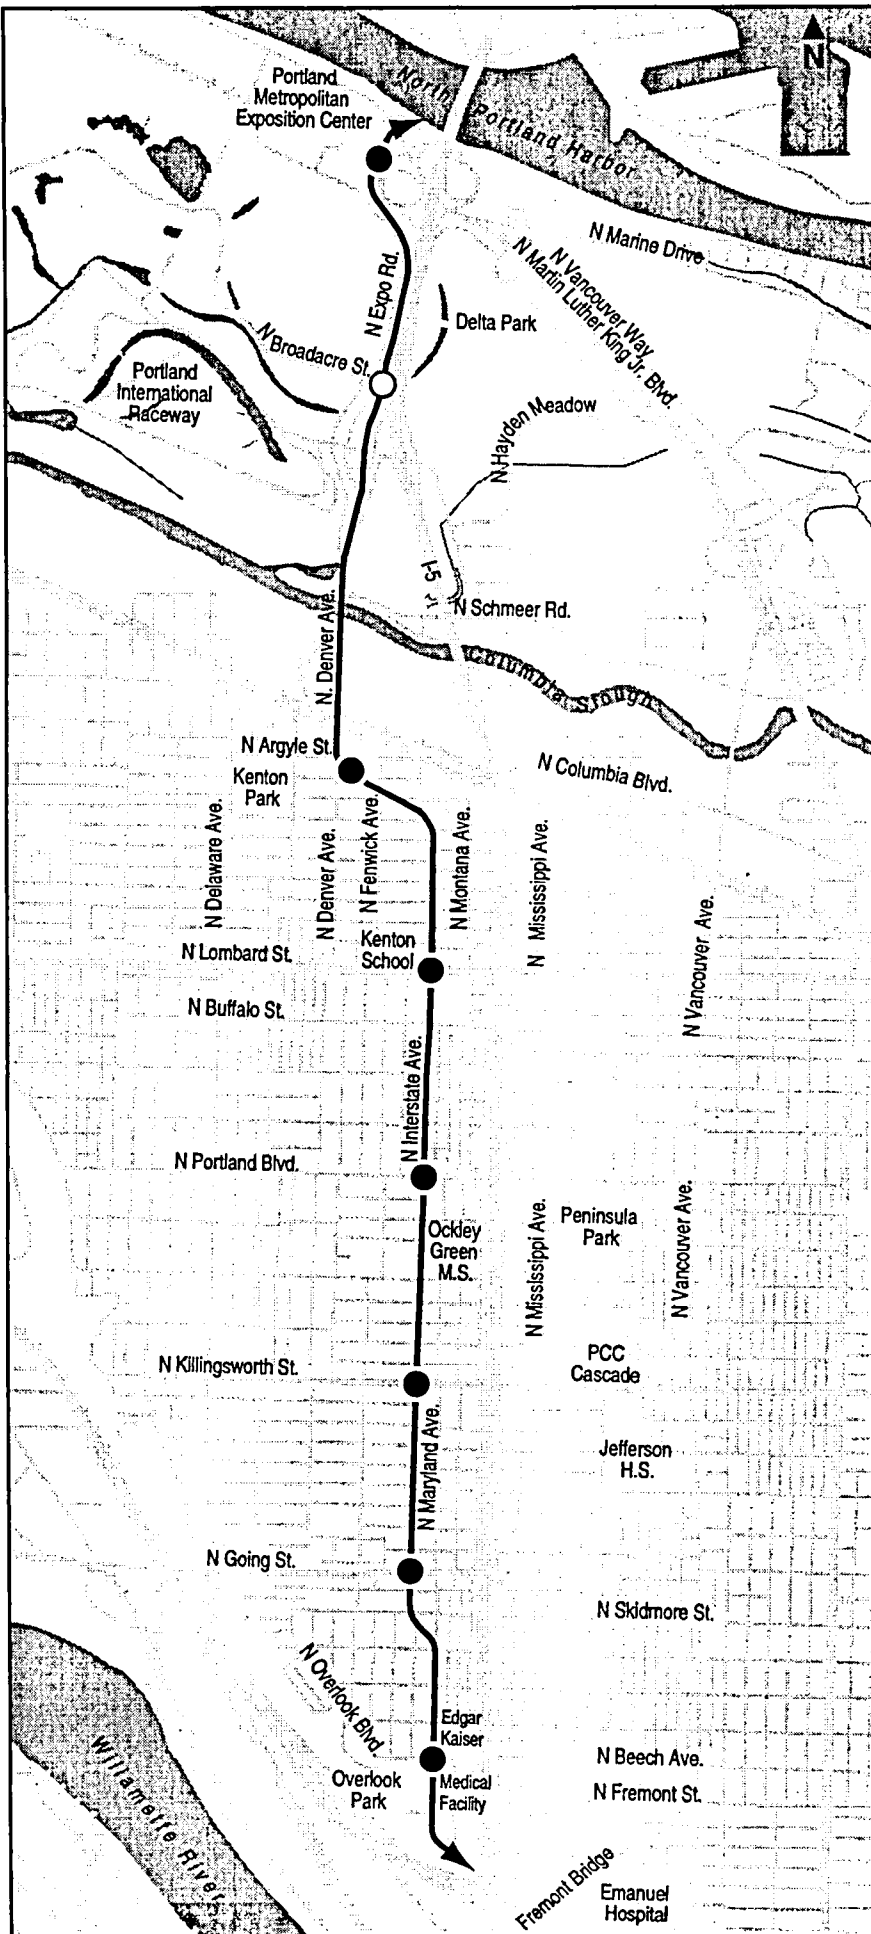 N
Portland
Metropolitan
Exposition Center
North Portland Harbor
N Marine Drive
N Vancouver Way
N Martin Luther King Jr. Blvd.
N Expo Rd.
Delta Park
N Broadacre St.
Portland
International
Raceway
N Hayden Meadow
I-5
N Schmeer Rd.
N. Denver Ave.
Columbia Slough
N Argyle St.
Kenton
Park
N Columbia Blvd.
N Delaware Ave.
N Denver Ave.
N Fenwick Ave.
N Montana Ave.
N Mississippi Ave.
N Vancouver Ave.
N Lombard St.
Kenton
School
N Buffalo St.
N Interstate Ave.
N Portland Blvd.
Ockley
Green
M.S.
N Mississippi Ave.
Peninsula
Park
N Vancouver Ave.
N Killingsworth St.
PCC
Cascade
N Maryland Ave.
Jefferson
H.S.
N Going St.
N Skidmore St.
N Overlook Blvd.
Edgar
Kaiser
Medical
Facility
Overlook
Park
N Beech Ave.
N Fremont St.
Willamette River
Fremont Bridge
Emanuel
Hospital